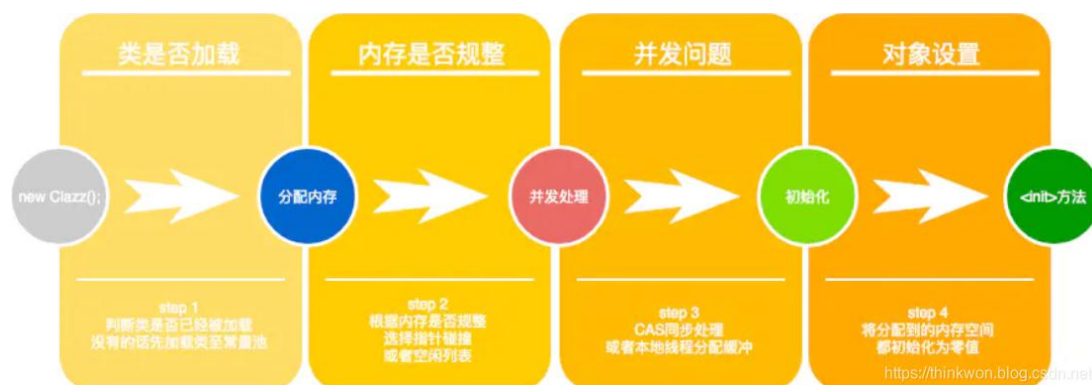 类是否加载
内存是否规整
并发问题
对象设置
new Clazz();
分配内存
并发处理
初始化
<init>方法
step 1
判断类是否已经被加载
没有的话先加载类至常量池
step 2
根据内存是否规整
选择指针碰撞
或者空闲列表
step 3
CAS同步处理
或者本地线程分配缓冲
step 4
将分配到的内存空间
都初始化为零值
https://thinkwon.blog.csdn.net